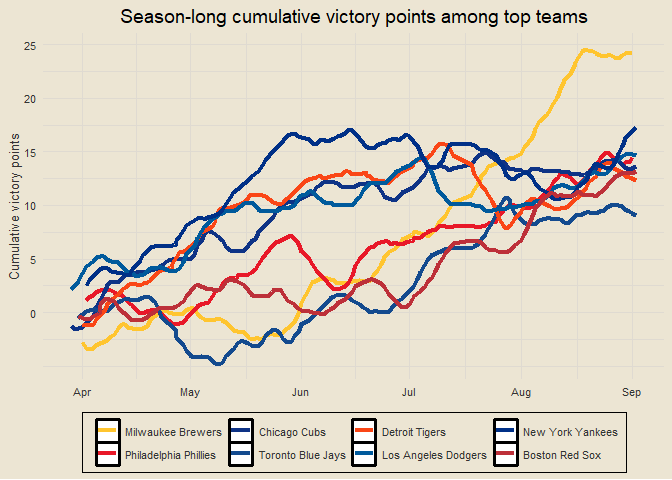 Season-long cumulative victory points among top teams
25
20
15
10
5
0
Cumulative victory points
Apr May Jun Jul Aug Sep
Milwaukee Brewers Chicago Cubs Detroit Tigers New York Yankees
Philadelphia Phillies Toronto Blue Jays Los Angeles Dodgers Boston Red Sox